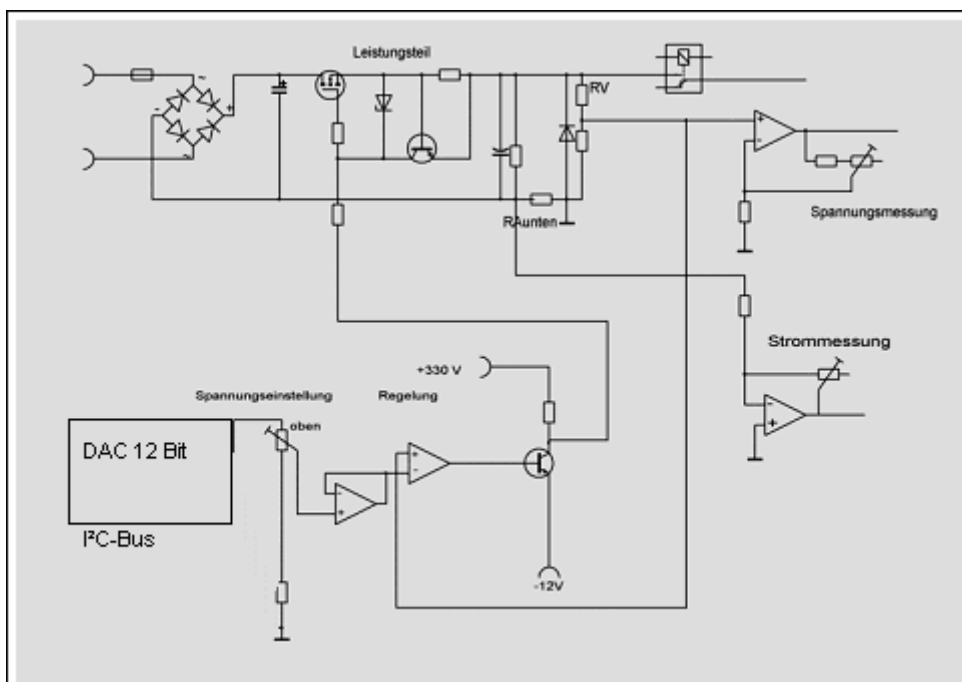 Leistungsteil
~
-
+
~
RV
RAunten
+
-
Spannungsmessung
Strommessung
+330 V
Spannungseinstellung
Regelung
oben
DAC 12 Bit
+
-
-
+
-
+
I²C-Bus
-12V